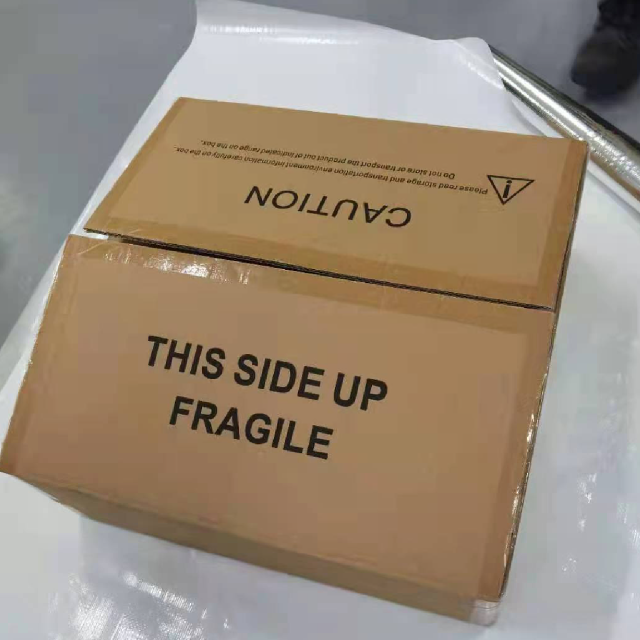 THIS SIDE UP
FRAGILE
CAUTION
Please read storage and transportation environment information carefully on the box.
Do not store or transport the product out of indicated range on the box.